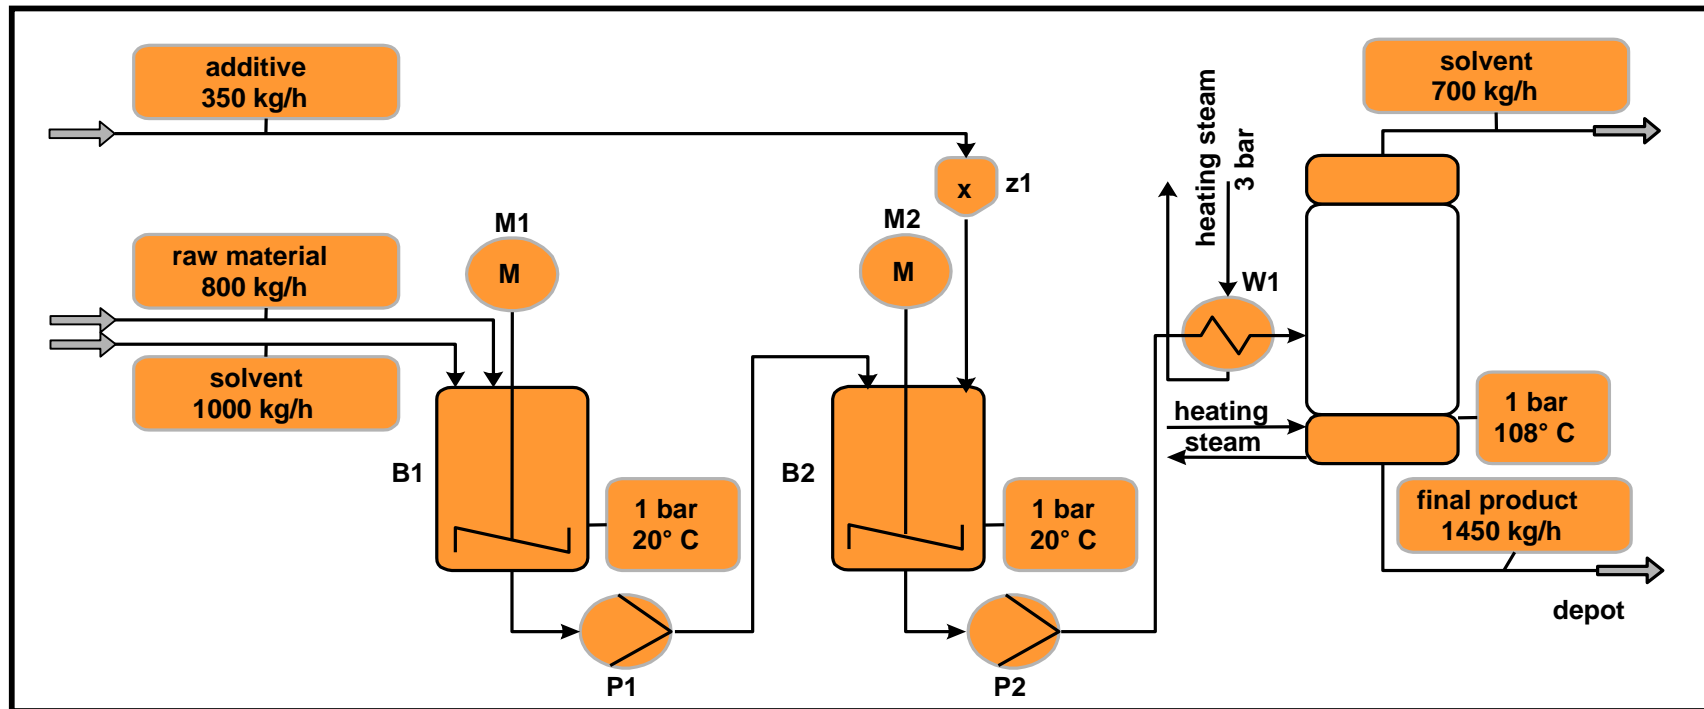 additive
350 kg/h
solvent
700 kg/h
heating steam
3 bar
x
z1
M1
M
M2
M
raw material
800 kg/h
W1
solvent
1000 kg/h
heating
steam
1 bar
108° C
B1
1 bar
20° C
B2
1 bar
20° C
final product
1450 kg/h
depot
P1
P2